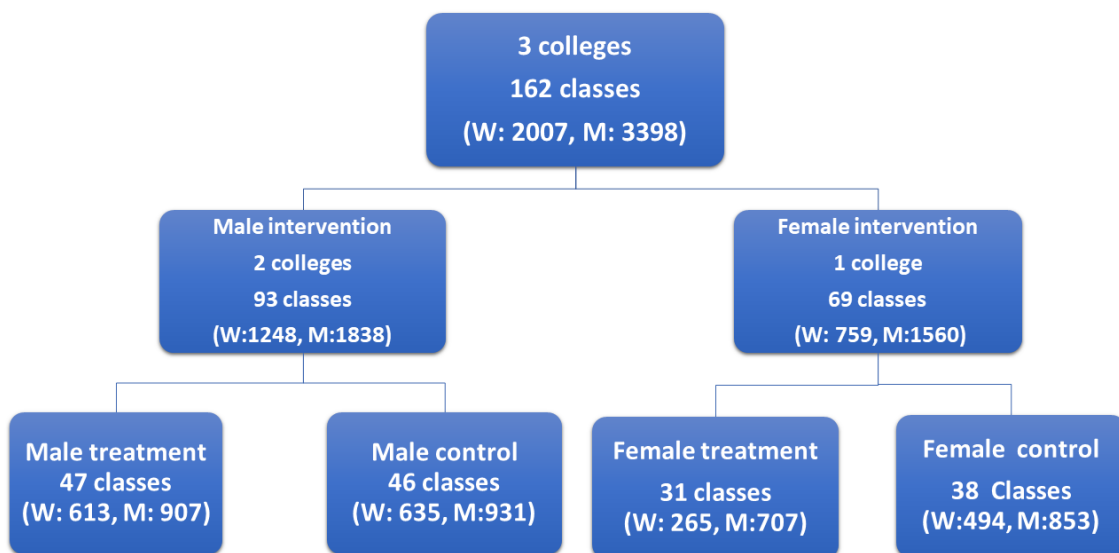 3 colleges
162 classes
(W: 2007, M: 3398)
Male intervention
2 colleges
93 classes
(W:1248, M:1838)
Female intervention
1 college
69 classes
(W: 759, M:1560)
Male treatment
47 classes
(W: 613, M: 907)
Male control
46 classes
(W: 635, M:931)
Female treatment
31 classes
(W: 265, M:707)
Female control
38 Classes
(W:494, M:853)